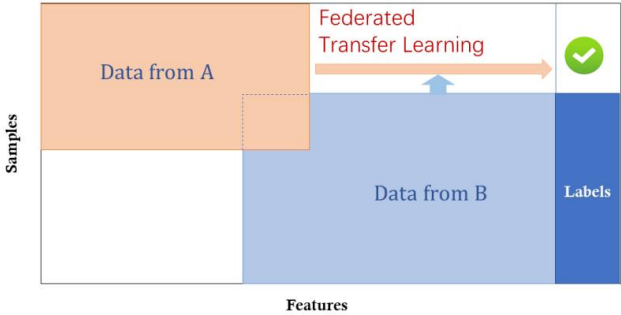 Federated
Transfer Learning
Data from A
Samples
Data from B
Labels
Features